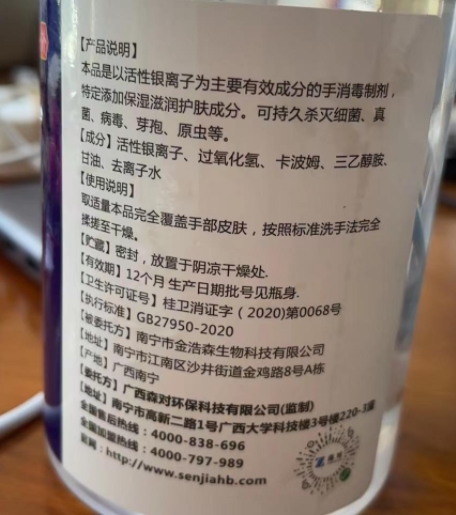 【产品说明】
本品是以活性银离子为主要有效成分的手消毒制剂，
特定添加保湿滋润护肤成分。可持久杀灭细菌、真
菌、病毒、芽孢、原虫等。
【成分】活性银离子、过氧化氢、卡波姆、三乙醇胺、
甘油、去离子水
【使用说明】
取适量本品完全覆盖手部皮肤，按照标准洗手法完全
揉搓至干燥。
【贮藏】密封，放置于阴凉干燥处.
【有效期】12个月 生产日期批号见瓶身.
【卫生许可证号】桂卫消证字（2020)第0068号
【执行标准】GB27950-2020
【被委托方】南宁市金浩森生物科技有限公司
【地址】南宁市江南区沙井街道金鸡路8号A栋
【产地】广西南宁
【委托方】广西森对环保科技有限公司(监制)
【地址】南宁市高新二路1号广西大学科技楼3号楼220-3室
全国售后热线：4000-838-696
全国加盟热线：4000-797-989
官网：http://www.senjiahb.com